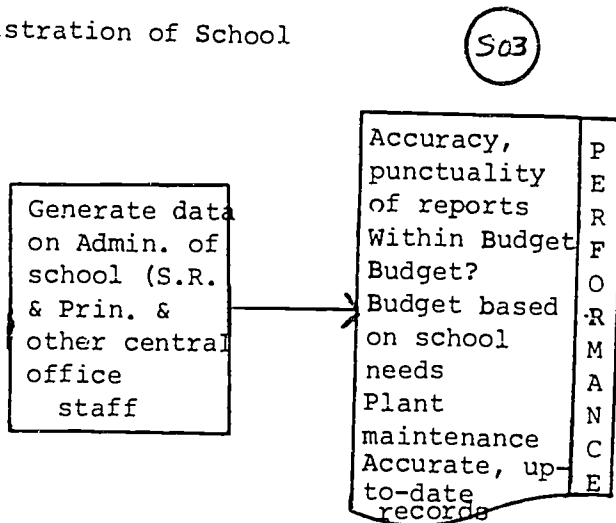 stration of School
S03
Generate data
on Admin. of
school (S.R.
& Prin. &
other central
office
staff
Accuracy,
punctuality
of reports
Within Budget
Budget?
Budget based
on school
needs
Plant
maintenance
Accurate, up-
to-date
records
PERFORMANCE